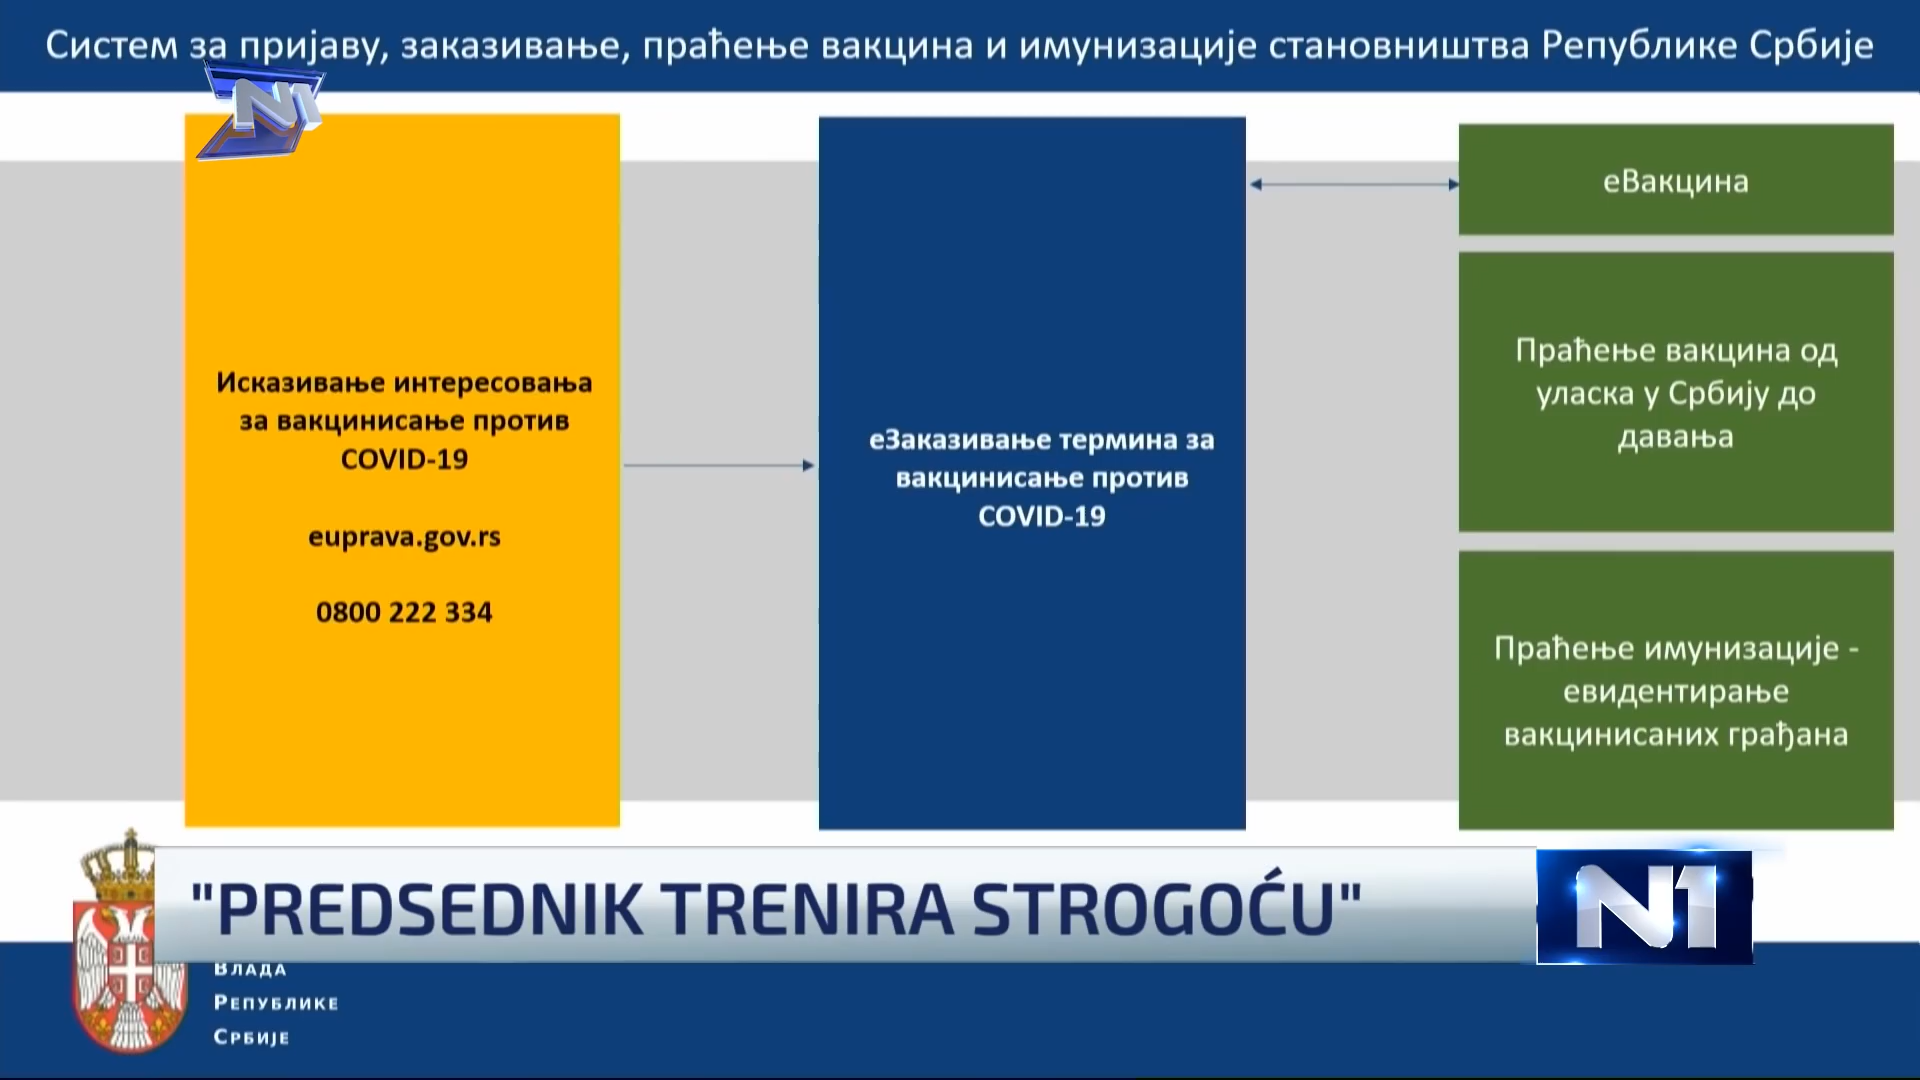 Систем за пријаву, заказивање, праћење вакцина и имунизације становништва Републике Србије
N1
Исказивање интересовања
за вакцинисање против
COVID-19
euprava.gov.rs
0800 222 334
еЗаказивање термина за
вакцинисање против
COVID-19
еВакцина
Праћење вакцина од
уласка у Србију до
давања
Праћење имунизације -
евидентирање
вакцинисаних грађана
"PREDSEDNIK TRENIRA STROGOĆU"
N1
Влада
Републике
Србије